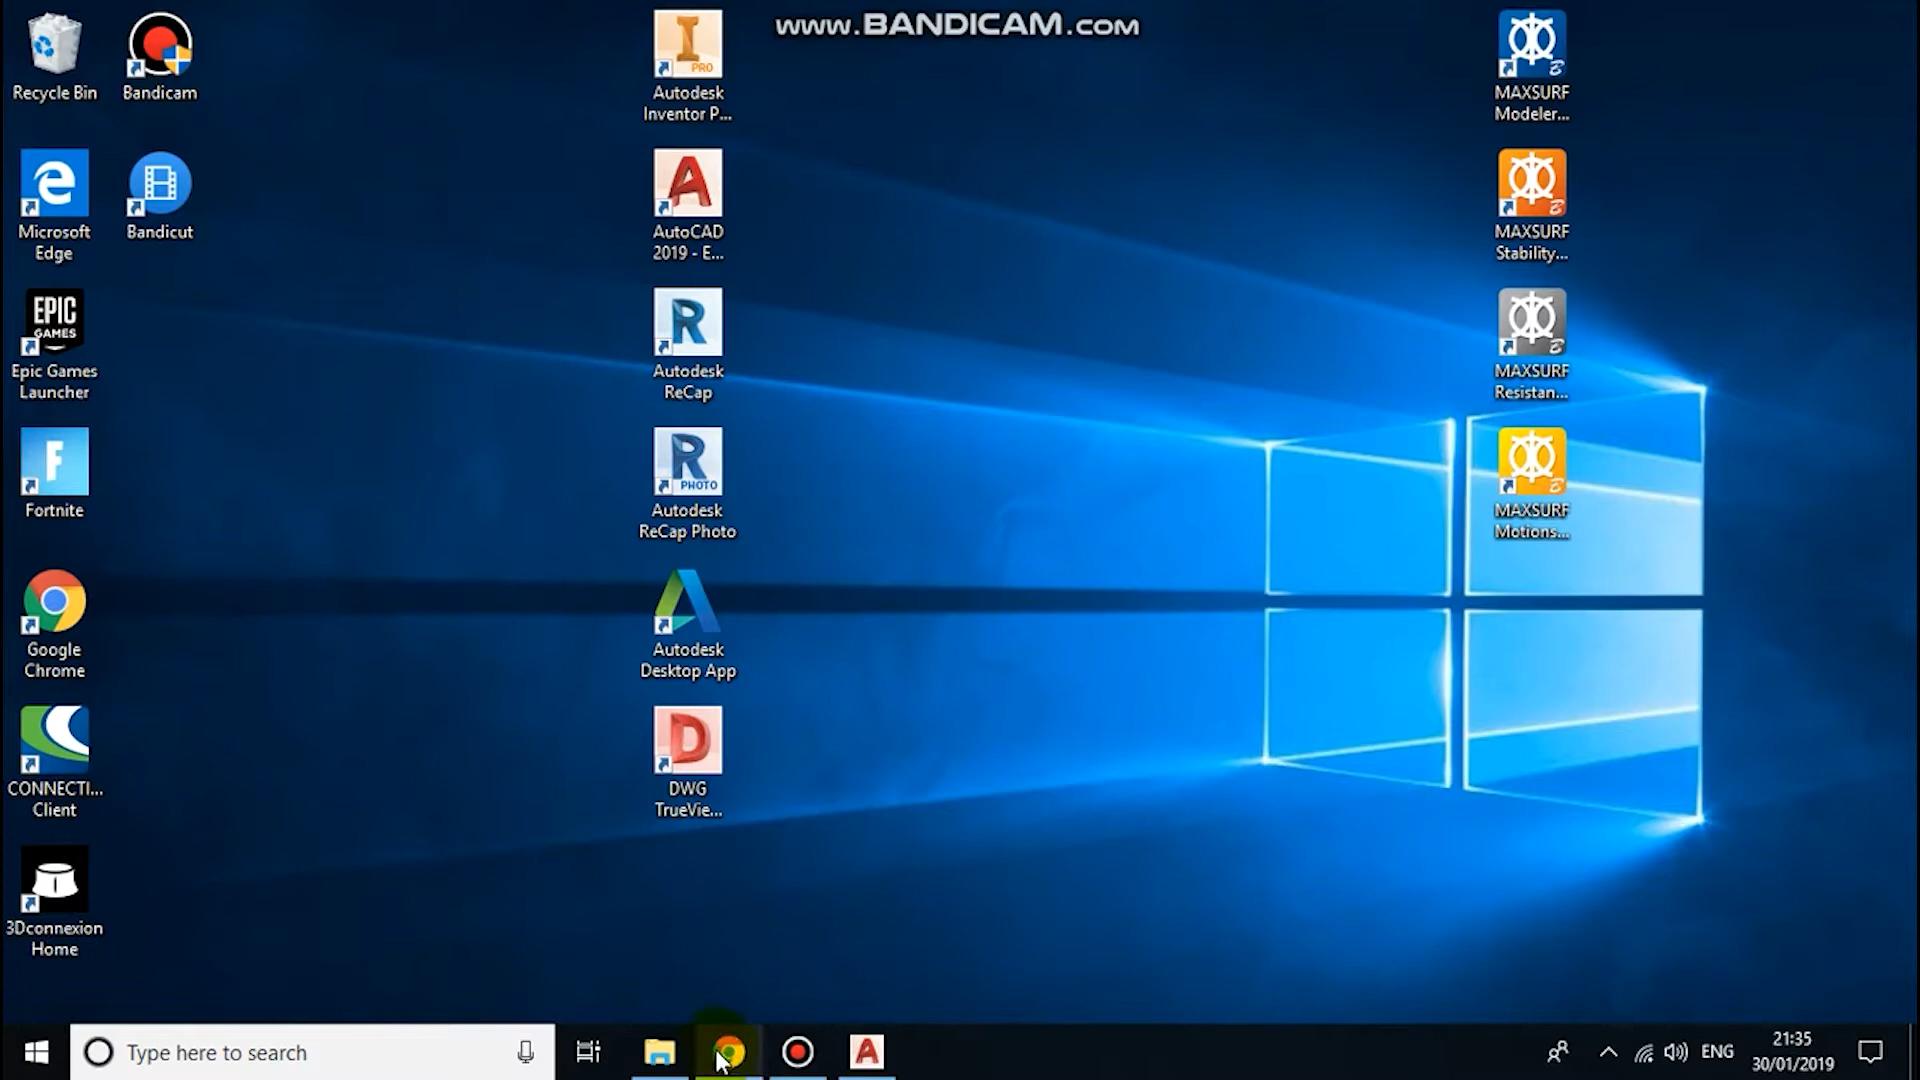 www.BANDICAM.com
Recycle Bin
Bandicam
Autodesk
Inventor P...
PRO
MAXSURF
Modeler...
Microsoft
Edge
Bandicut
AutoCAD
2019 - E...
MAXSURF
Stability...
EPIC
GAMES
Epic Games
Launcher
Autodesk
ReCap
MAXSURF
Resistan...
Fortnite
PHOTO
Autodesk
ReCap Photo
MAXSURF
Motions...
Google
Chrome
Autodesk
Desktop App
CONNECTI...
Client
DWG
TrueVie...
3Dconnexion
Home
Type here to search
ENG
21:35
30/01/2019